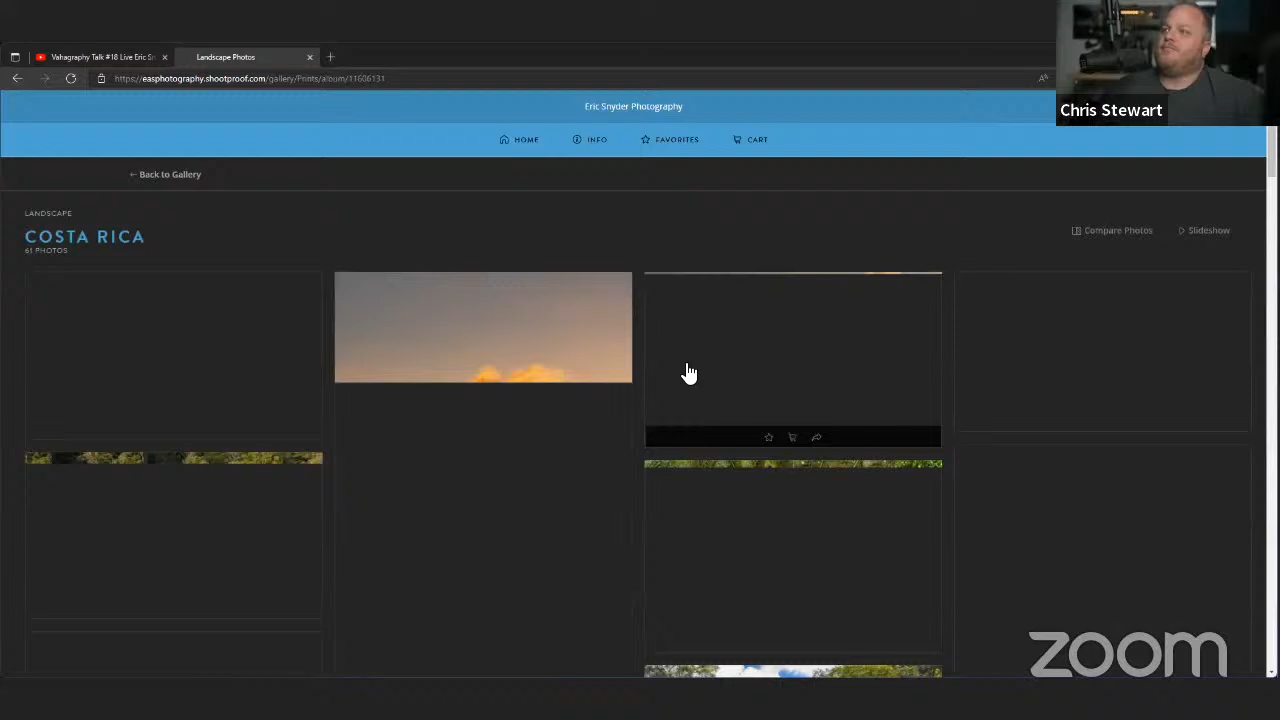 Vahagraphy Talk #18 Live Eric Sn
Landscape Photos
https://easphotography.shootproof.com/gallery/Prints/album/11606131
Chris Stewart
Eric Snyder Photography
HOME INFO FAVORITES CART
← Back to Gallery
LANDSCAPE
COSTA RICA
61 PHOTOS
Compare Photos Slideshow
zoom